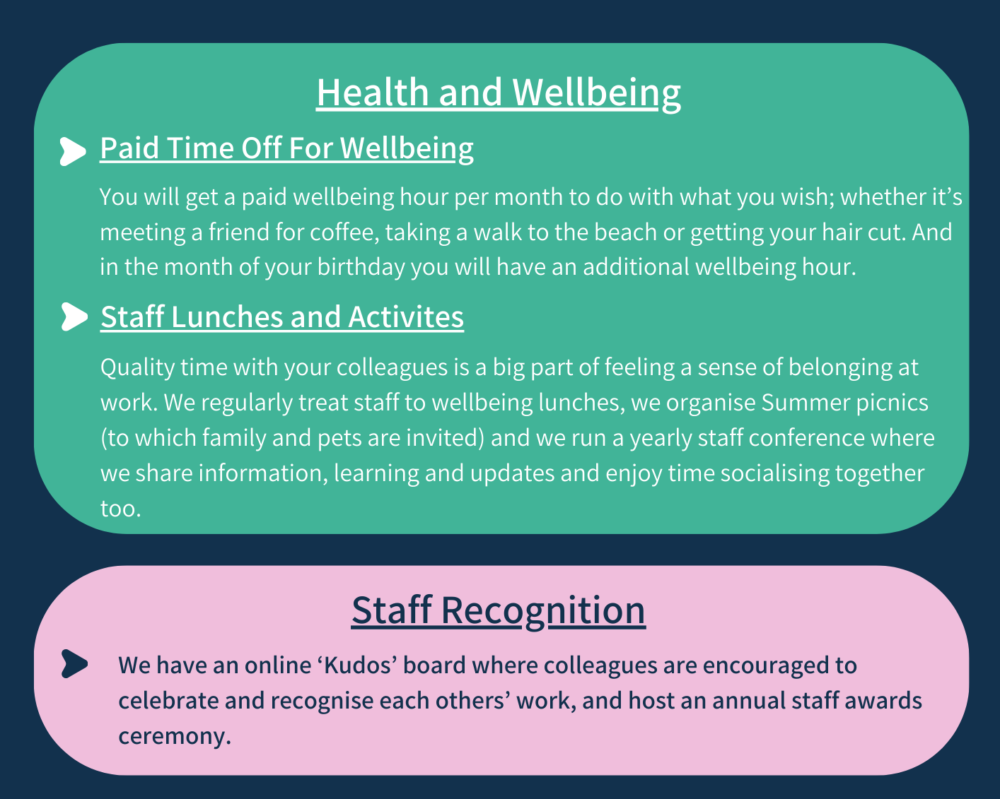 Health and Wellbeing
Paid Time Off For Wellbeing
You will get a paid wellbeing hour per month to do with what you wish; whether it’s
meeting a friend for coffee, taking a walk to the beach or getting your hair cut. And
in the month of your birthday you will have an additional wellbeing hour.
Staff Lunches and Activites
Quality time with your colleagues is a big part of feeling a sense of belonging at
work. We regularly treat staff to wellbeing lunches, we organise Summer picnics
(to which family and pets are invited) and we run a yearly staff conference where
we share information, learning and updates and enjoy time socialising together
too.
Staff Recognition
We have an online ‘Kudos’ board where colleagues are encouraged to
celebrate and recognise each others’ work, and host an annual staff awards
ceremony.